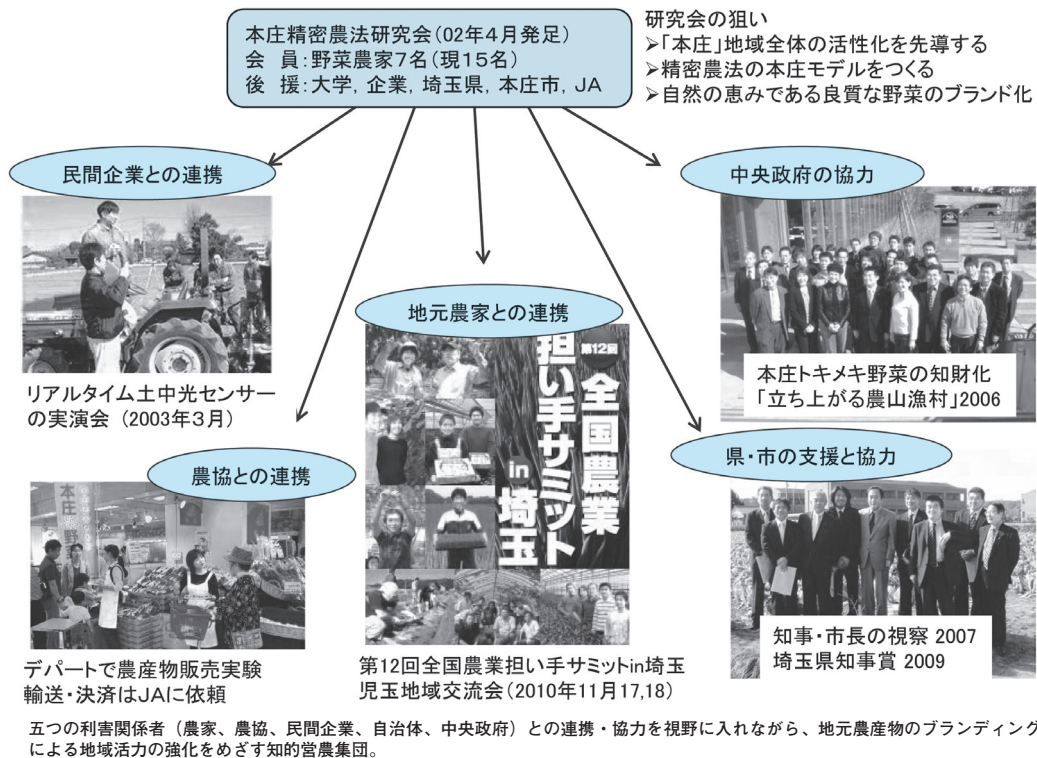 本庄精密農法研究会（02年４月発足）
会　員：野菜農家７名（現１５名）
後　援：大学，企業，埼玉県，本庄市，ＪＡ
研究会の狙い
➢「本庄」地域全体の活性化を先導する
➢精密農法の本庄モデルをつくる
➢自然の恵みである良質な野菜のブランド化
民間企業との連携
リアルタイム土中光センサー
の実演会（2003年３月）
農協との連携
本庄
デパートで農産物販売実験
輸送・決済はＪＡに依頼
地元農家との連携
第12回
全国農業
担い手サミット
in
埼玉
第12回全国農業担い手サミットin埼玉
児玉地域交流会（2010年11月17,18）
中央政府の協力
本庄トキメキ野菜の知財化
「立ち上がる農山漁村」2006
県・市の支援と協力
知事・市長の視察 2007
埼玉県知事賞 2009
五つの利害関係者（農家、農協、民間企業、自治体、中央政府）との連携・協力を視野に入れながら、地元農産物のブランディング
による地域活力の強化をめざす知的営農集団。